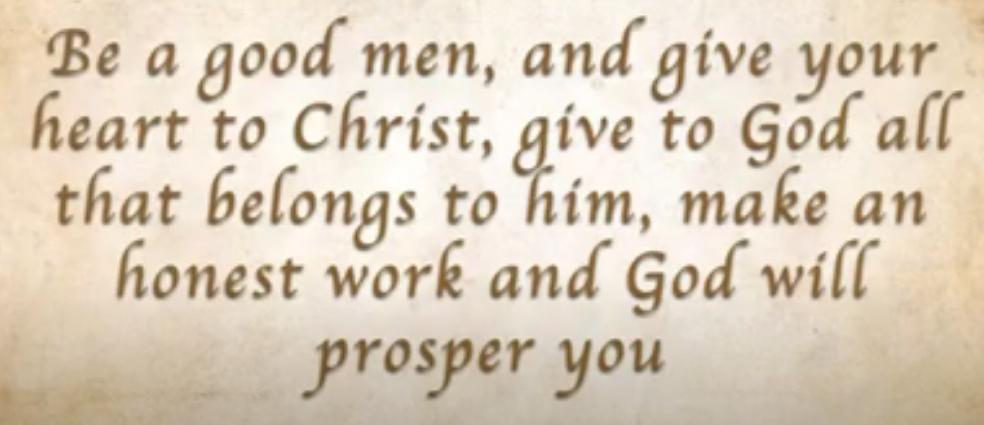 Be a good men, and give your
heart to Christ, give to God all
that belongs to him, make an
honest work and God will
prosper you